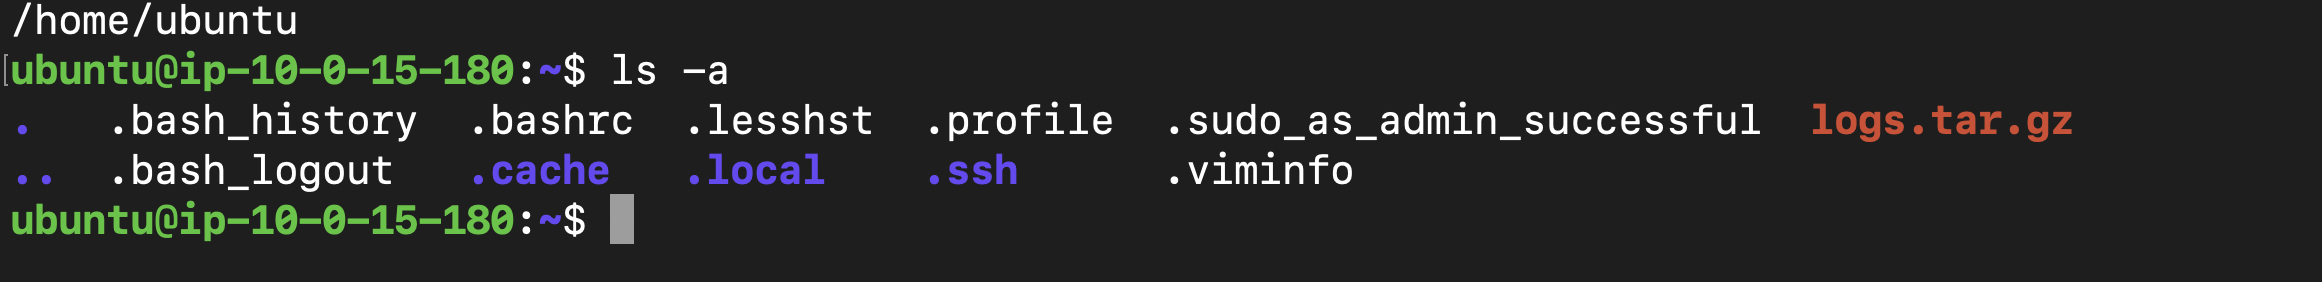 /home/ubuntu
[ubuntu@ip-10-0-15-180:~$ ls -a
.   .bash_history  .bashrc  .lesshst  .profile  .sudo_as_admin_successful  logs.tar.gz
..  .bash_logout   .cache   .local    .ssh      .viminfo
ubuntu@ip-10-0-15-180:~$